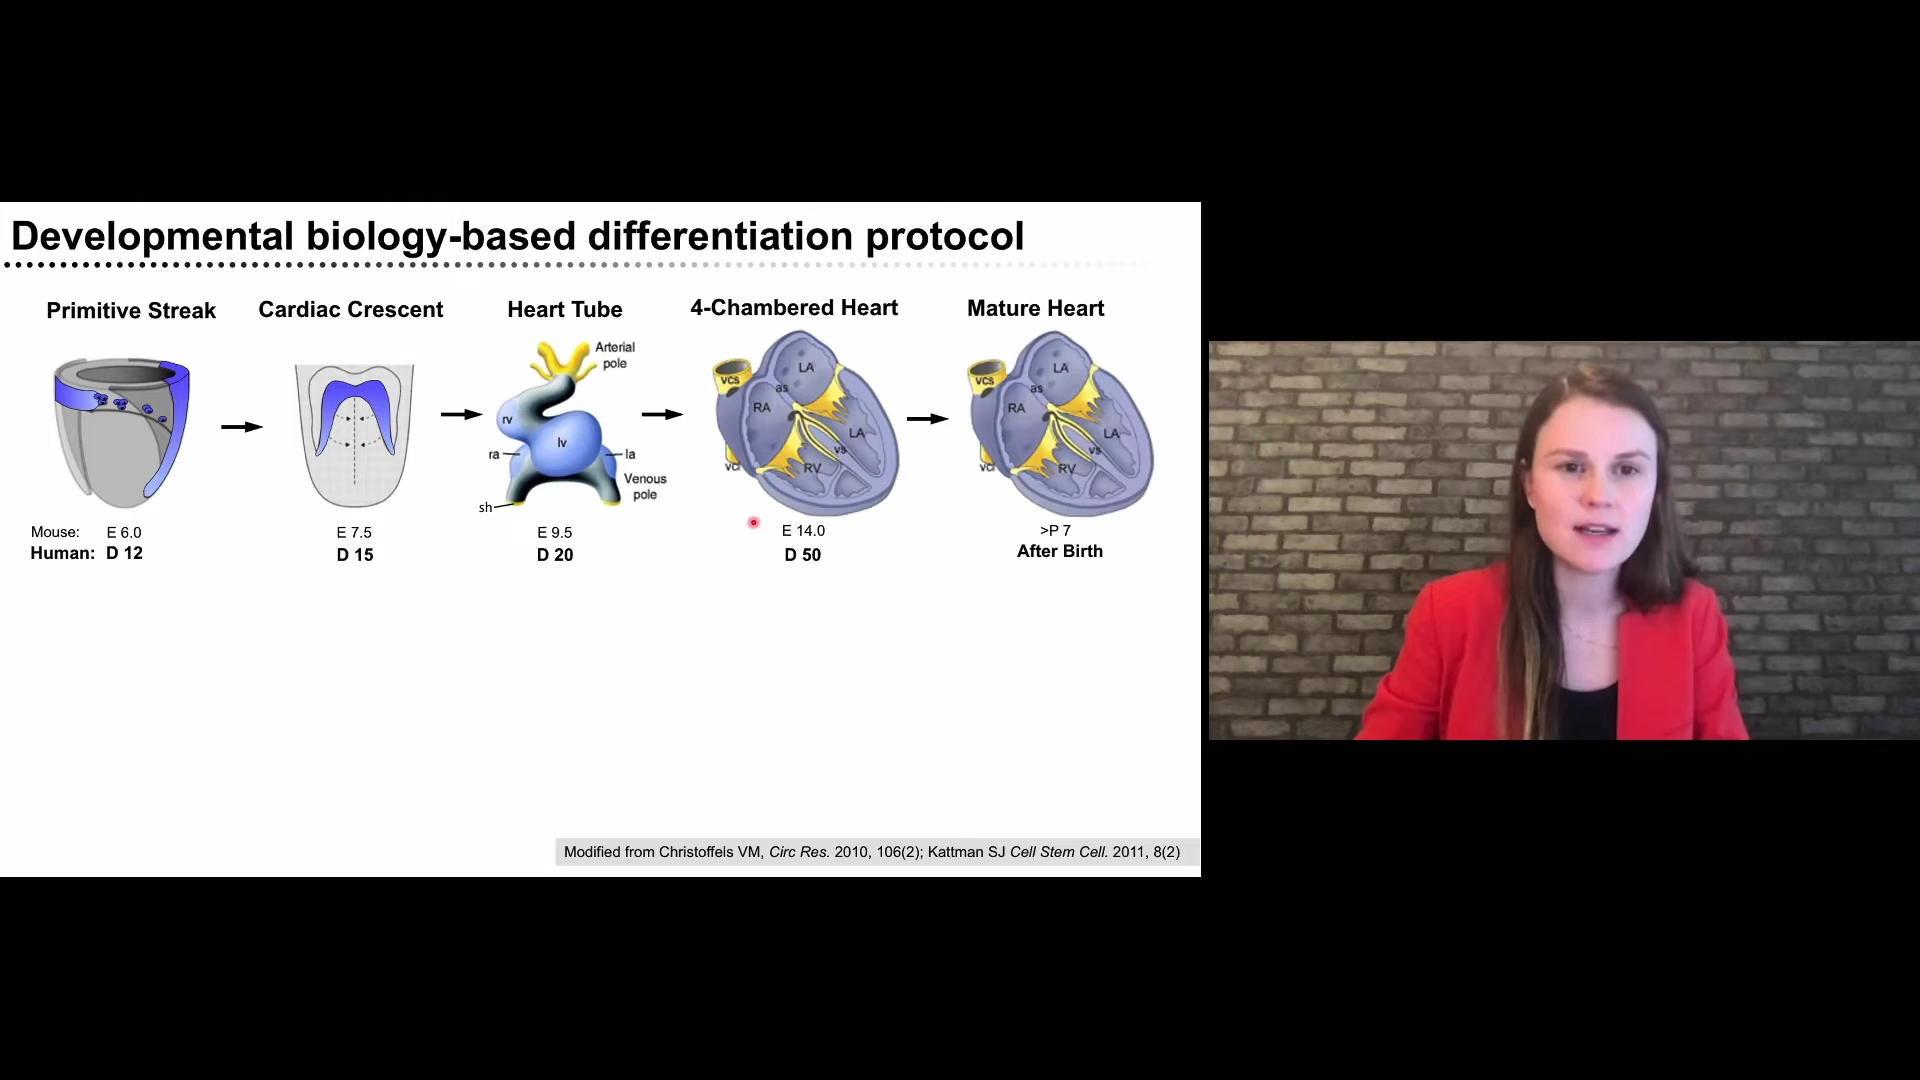 Developmental biology-based differentiation protocol
Primitive Streak
Cardiac Crescent
Heart Tube
4-Chambered Heart
Mature Heart
Arterial
pole
rv
lv
ra
la
Venous
pole
sh
vcs
LA
as
RA
LA
vs
vci
RV
vcs
LA
as
RA
LA
vs
vci
RV
Mouse: E 6.0
Human: D 12
E 7.5
D 15
E 9.5
D 20
E 14.0
D 50
>P 7
After Birth
Modified from Christoffels VM, Circ Res. 2010, 106(2); Kattman SJ Cell Stem Cell. 2011, 8(2)